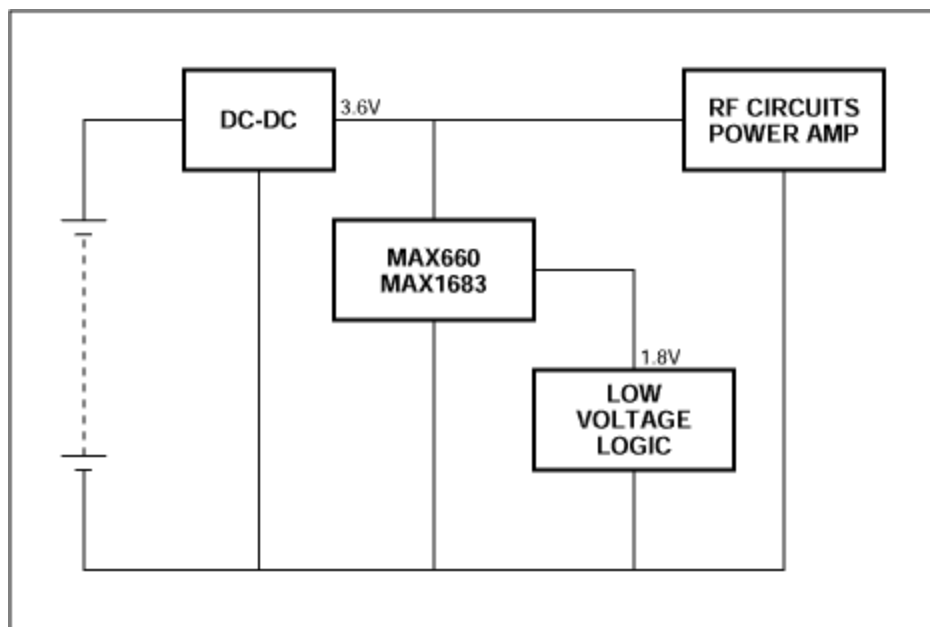 DC-DC
3.6V
RF CIRCUITS
POWER AMP
MAX660
MAX1683
1.8V
LOW
VOLTAGE
LOGIC